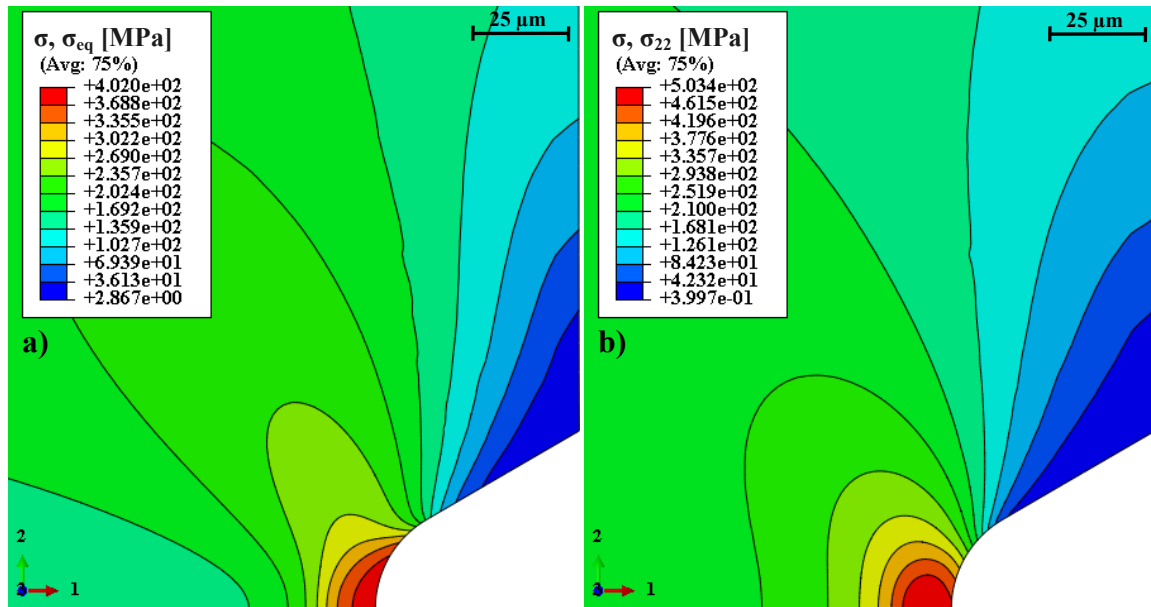 σ, σeq [MPa]
(Avg: 75%)
+4.020e+02
+3.688e+02
+3.355e+02
+3.022e+02
+2.690e+02
+2.357e+02
+2.024e+02
+1.692e+02
+1.359e+02
+1.027e+02
+6.939e+01
+3.613e+01
+2.867e+00
25 µm
a)
2
3
1
σ, σ22 [MPa]
(Avg: 75%)
+5.034e+02
+4.615e+02
+4.196e+02
+3.776e+02
+3.357e+02
+2.938e+02
+2.519e+02
+2.100e+02
+1.681e+02
+1.261e+02
+8.423e+01
+4.232e+01
+3.997e-01
25 µm
b)
2
3
1